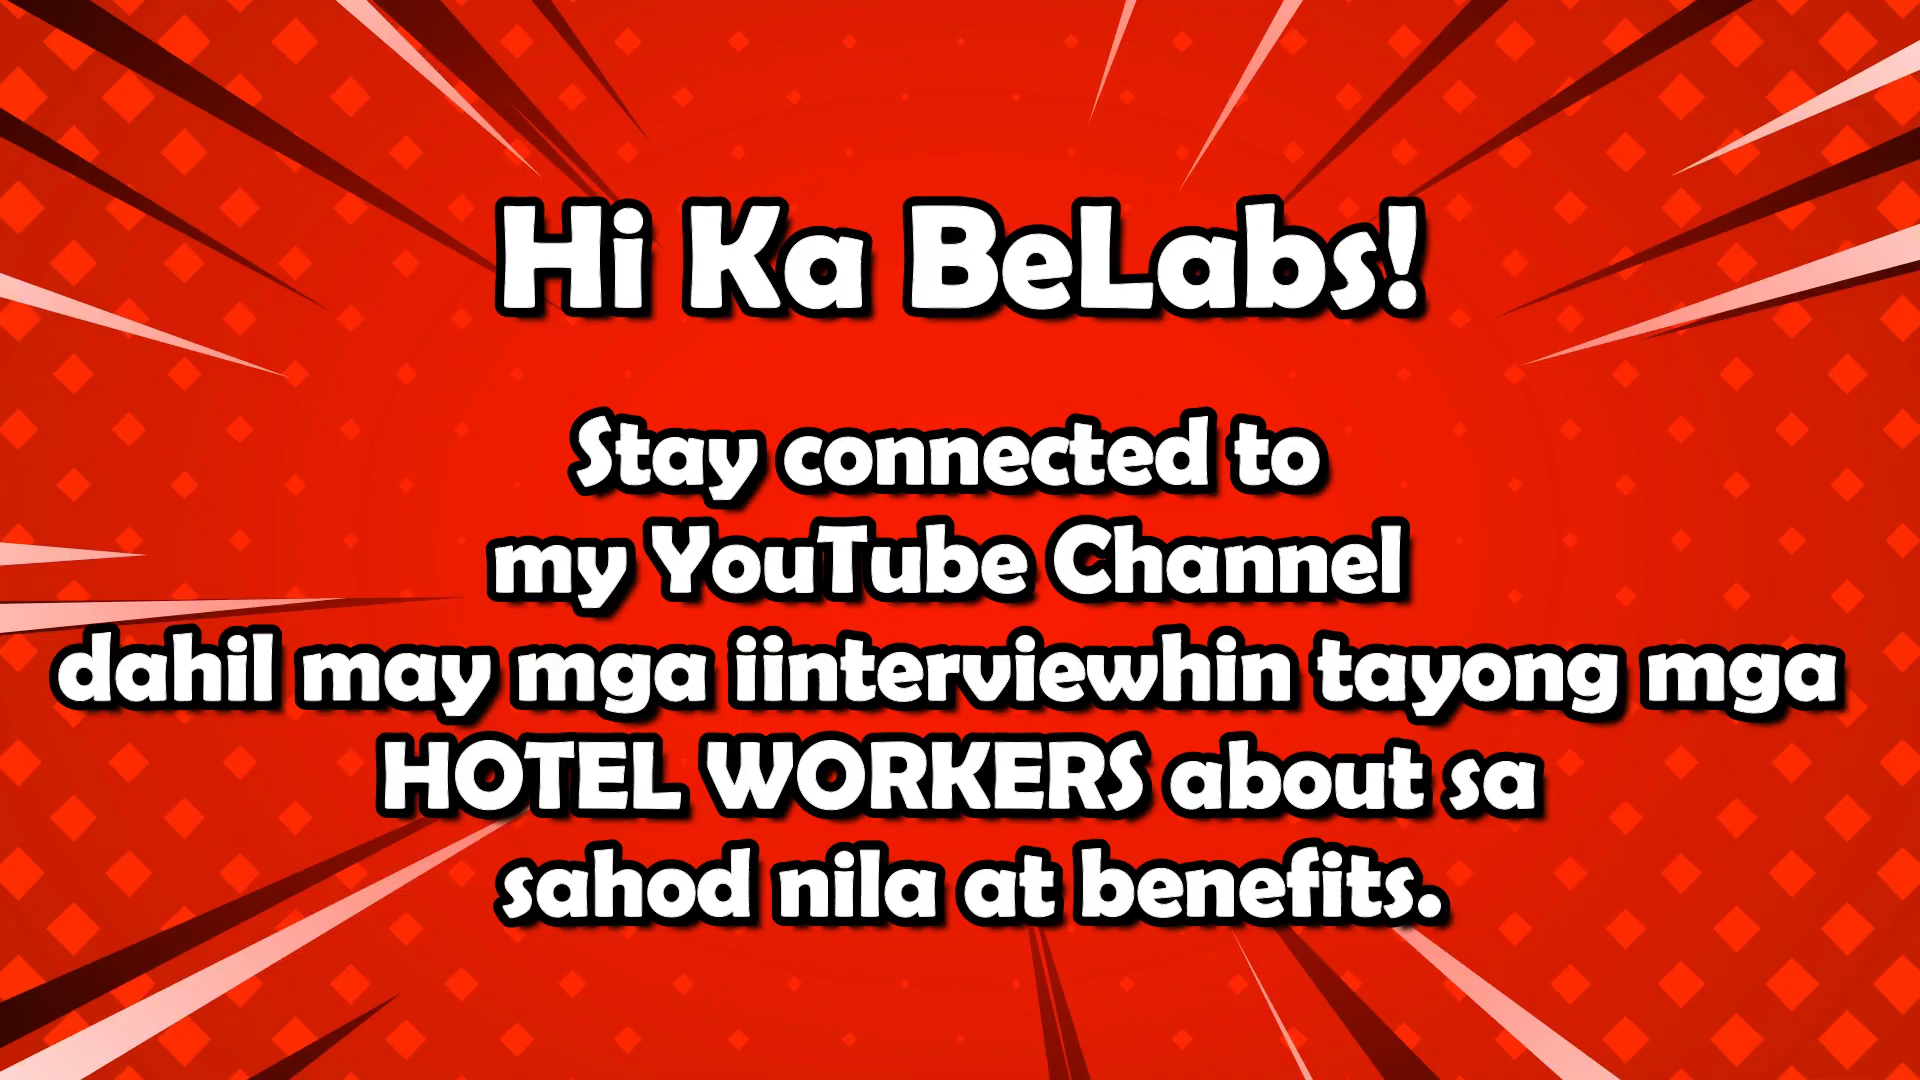 Hi Ka BeLabs!
Stay connected to
my YouTube Channel
dahil may mga iinterviewhin tayong mga
HOTEL WORKERS about sa
sahod nila at benefits.